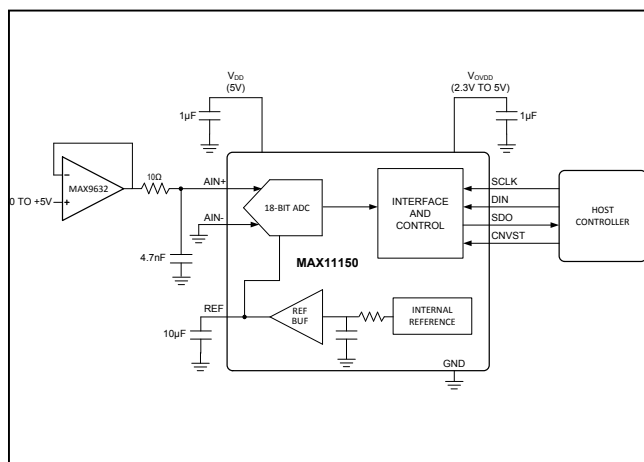 VDD
(5V)
VOVDD
(2.3V TO 5V)
1µF
1µF
MAX9632
10Ω
AIN+
0 TO +5V
18-BIT ADC
AIN-
INTERFACE
AND
CONTROL
SCLK
DIN
SDO
CNVST
HOST
CONTROLLER
4.7nF
MAX11150
REF
REF
BUF
INTERNAL
REFERENCE
10µF
GND